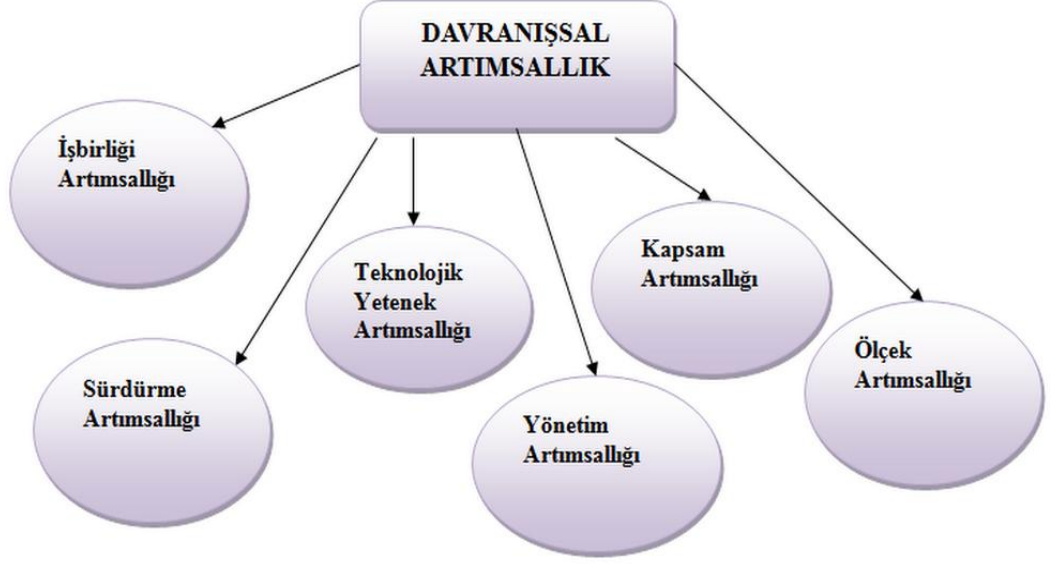 DAVRANIŞSAL
ARTIMSALLIK
İşbirliği
Artımsallığı
Sürdürme
Artımsallığı
Teknolojik
Yetenek
Artımsallığı
Yönetim
Artımsallığı
Kapsam
Artımsallığı
Ölçek
Artımsallığı